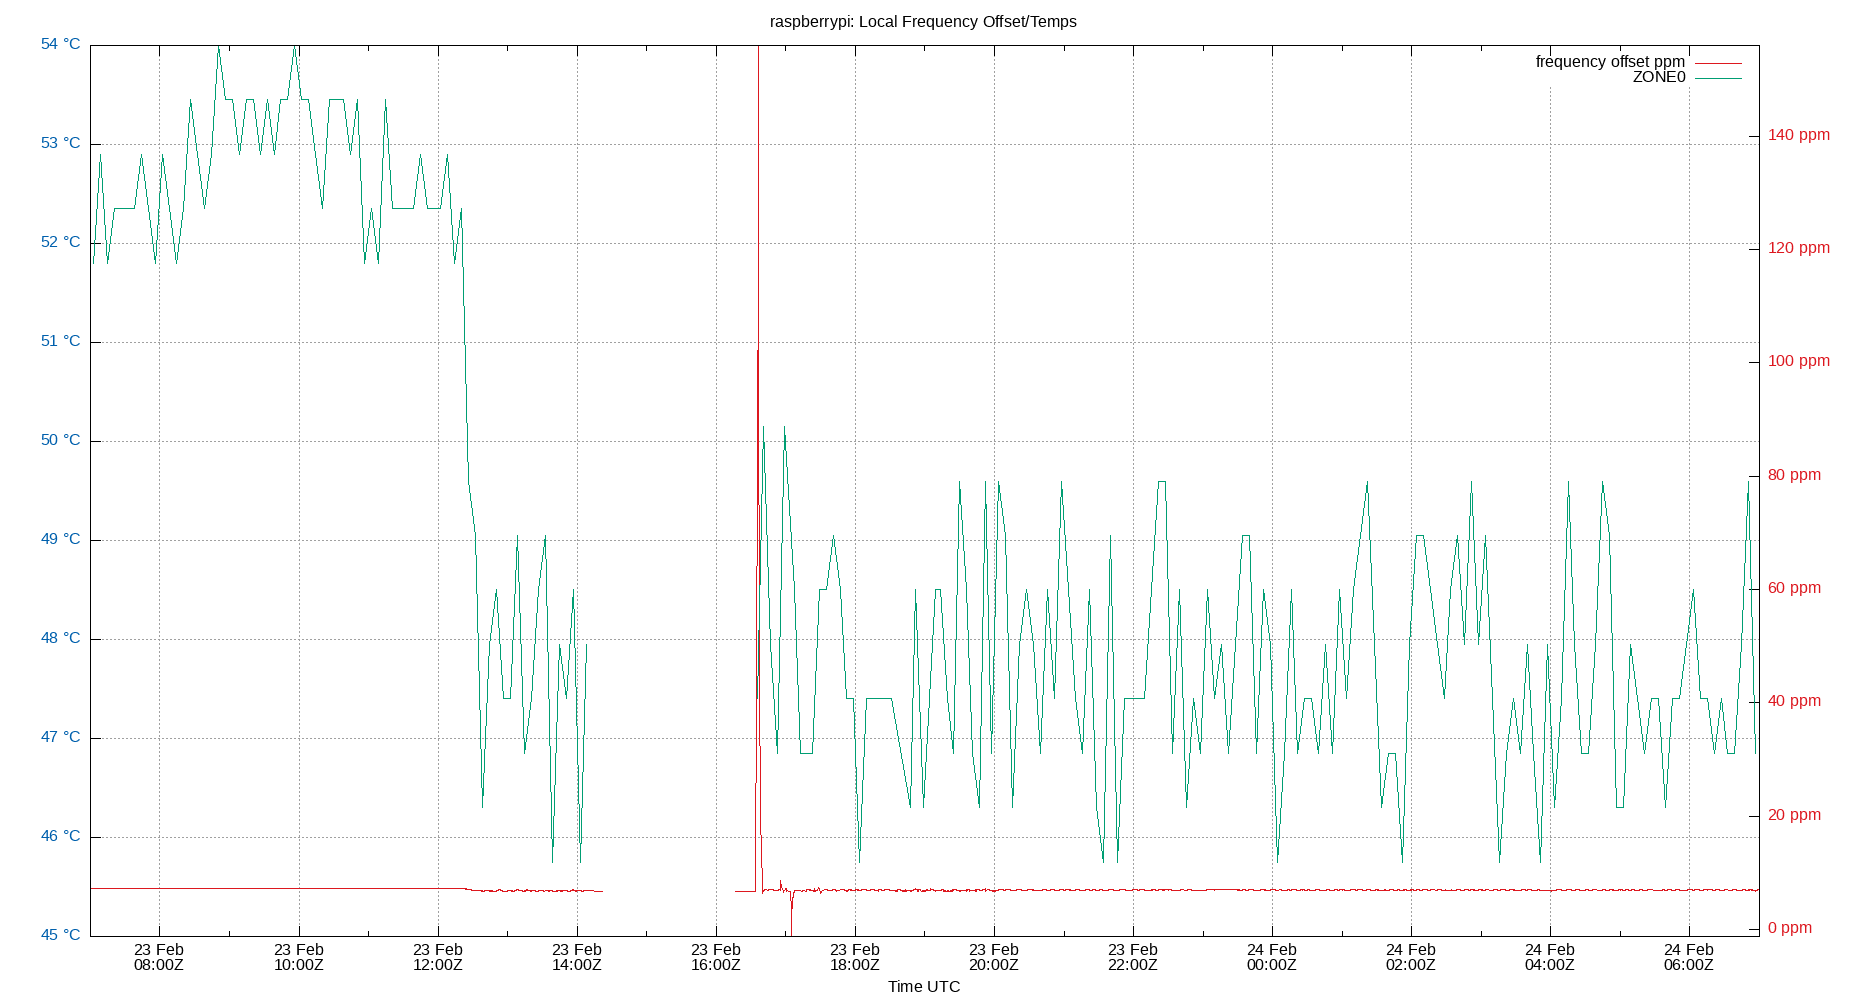 raspberrypi: Local Frequency Offset/Temps
frequency offset ppm
ZONE0
54 °C
53 °C
52 °C
51 °C
50 °C
49 °C
48 °C
47 °C
46 °C
45 °C
140 ppm
120 ppm
100 ppm
80 ppm
60 ppm
40 ppm
20 ppm
0 ppm
23 Feb 23 Feb 23 Feb 23 Feb 23 Feb 23 Feb 23 Feb 23 Feb 24 Feb 24 Feb 24 Feb 24 Feb
08:00Z 10:00Z 12:00Z 14:00Z 16:00Z 18:00Z 20:00Z 22:00Z 00:00Z 02:00Z 04:00Z 06:00Z
Time UTC